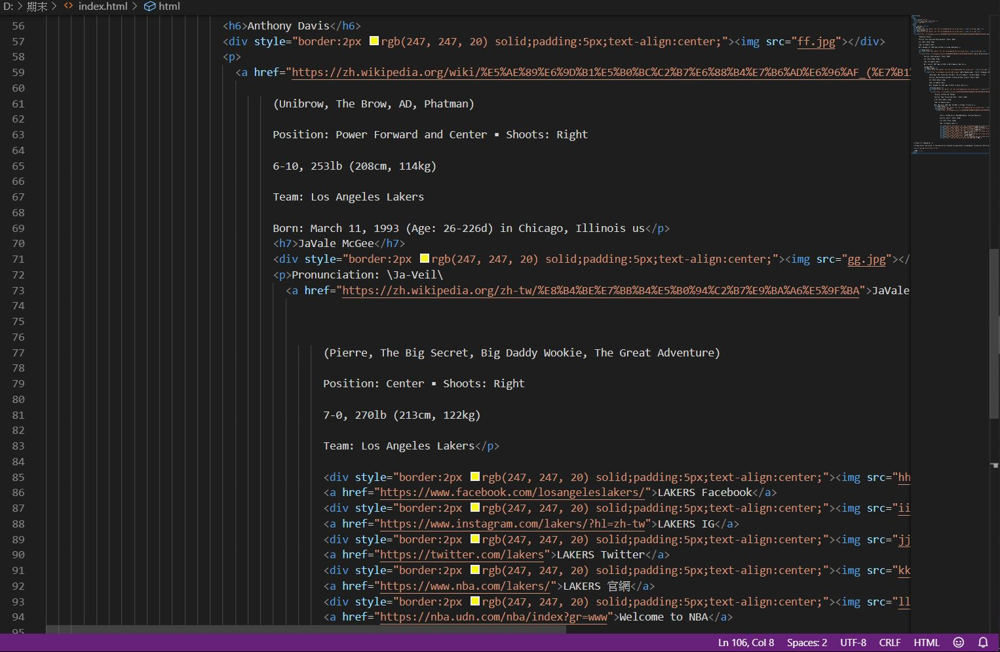 D: > 期末 > <> index.html > html
56 <h6>Anthony Davis</h6>
57 <div style="border:2px rgb(247, 247, 20) solid;padding:5px;text-align:center;"><img src="ff.jpg"></div>
58 <p>
59 <a href="https://zh.wikipedia.org/wiki/%E5%AE%89%E6%9D%B1%E5%B0%BC%C2%B7%E6%88%B4%E7%B6%AD%E6%96%AF_(%E7%B1%
60
61 (Unibrow, The Brow, AD, Phatman)
62
63 Position: Power Forward and Center ▪ Shoots: Right
64
65 6-10, 253lb (208cm, 114kg)
66
67 Team: Los Angeles Lakers
68
69 Born: March 11, 1993 (Age: 26-226d) in Chicago, Illinois us</p>
70 <h7>JaVale McGee</h7>
71 <div style="border:2px rgb(247, 247, 20) solid;padding:5px;text-align:center;"><img src="gg.jpg"></
72 <p>Pronunciation: \Ja-Veil\
73 <a href="https://zh.wikipedia.org/zh-tw/%E8%B4%BE%E7%BB%B4%E5%B0%94%C2%B7%E9%BA%A6%E5%9F%BA">JaVale
74
75
76
77 (Pierre, The Big Secret, Big Daddy Wookie, The Great Adventure)
78
79 Position: Center ▪ Shoots: Right
80
81 7-0, 270lb (213cm, 122kg)
82
83 Team: Los Angeles Lakers</p>
84
85 <div style="border:2px rgb(247, 247, 20) solid;padding:5px;text-align:center;"><img src="hh
86 <a href="https://www.facebook.com/losangeleslakers/">LAKERS Facebook</a>
87 <div style="border:2px rgb(247, 247, 20) solid;padding:5px;text-align:center;"><img src="ii
88 <a href="https://www.instagram.com/lakers/?hl=zh-tw">LAKERS IG</a>
89 <div style="border:2px rgb(247, 247, 20) solid;padding:5px;text-align:center;"><img src="jj
90 <a href="https://twitter.com/lakers">LAKERS Twitter</a>
91 <div style="border:2px rgb(247, 247, 20) solid;padding:5px;text-align:center;"><img src="kk
92 <a href="https://www.nba.com/lakers/">LAKERS 官網</a>
93 <div style="border:2px rgb(247, 247, 20) solid;padding:5px;text-align:center;"><img src="ll
94 <a href="https://nba.udn.com/nba/index?gr=www">Welcome to NBA</a>
95
Ln 106, Col 8 Spaces: 2 UTF-8 CRLF HTML